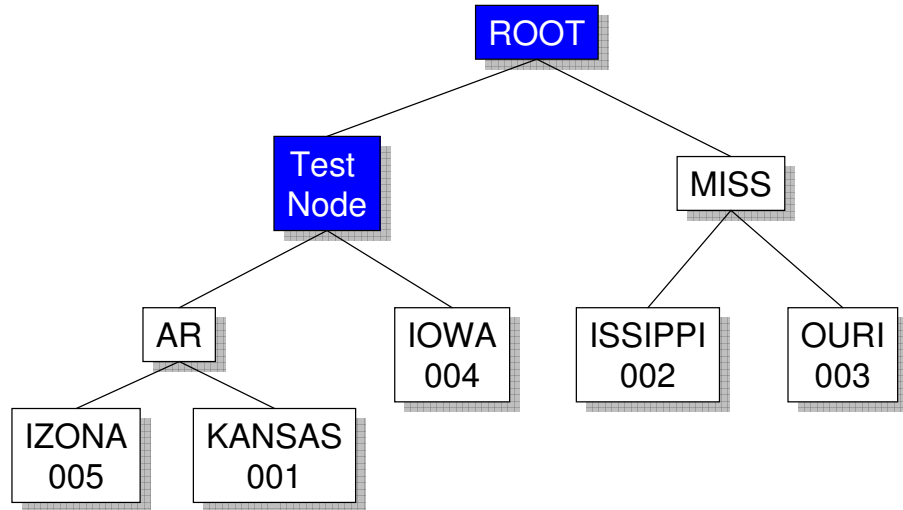 ROOT
Test
Node
MISS
AR
IOWA
004
ISSIPPI
002
OURI
003
IZONA
005
KANSAS
001